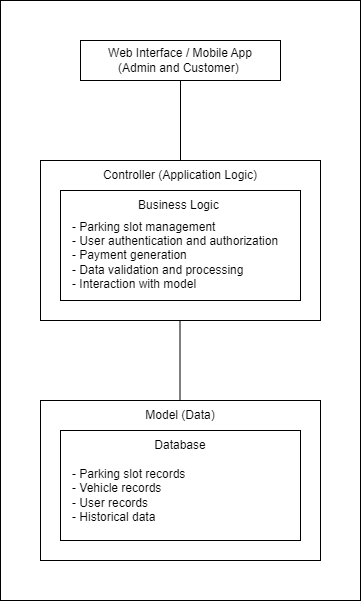 Web Interface / Mobile App
(Admin and Customer)
Controller (Application Logic)
Business Logic
- Parking slot management
- User authentication and authorization
- Payment generation
- Data validation and processing
- Interaction with model
Model (Data)
Database
- Parking slot records
- Vehicle records
- User records
- Historical data